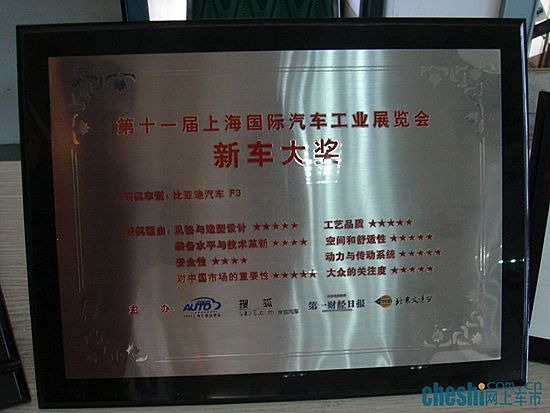 第十一届上海国际汽车工业展览会
新车大奖
获奖车型：比亚迪汽车 F3
获奖理由：风格与造型设计 ★★★★★ 工艺品质 ★★★★★
装备水平与技术革新 ★★★★ 空间和舒适性 ★★★★★
安全性 ★★★★ 动力与传动系统 ★★★★★
对中国市场的重要性 ★★★★★ 大众的关注度 ★★★★★
主 办： AUTO 搜狐 第一财经日报
cheshi.com.cn
网上车市